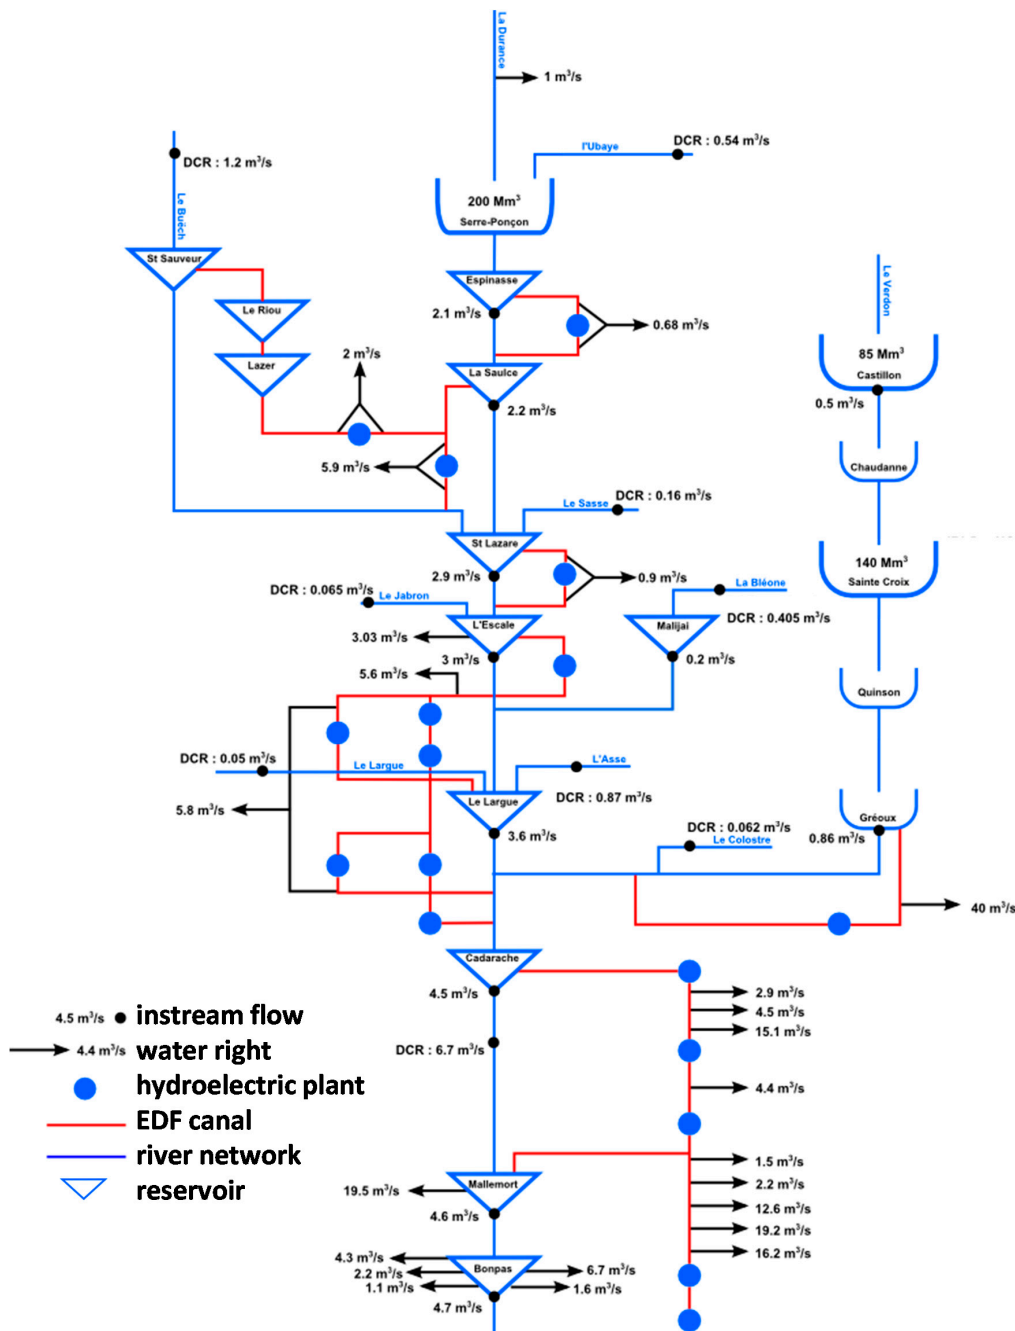 La Durance
1 m³/s
l'Ubaye
DCR : 0.54 m³/s
DCR : 1.2 m³/s
Le Buëch
200 Mm³
Serre-Ponçon
St Sauveur
Espinasse
Le Verdon
Le Riou
2.1 m³/s
0.68 m³/s
2 m³/s
Lazer
La Saulce
85 Mm³
Castillon
2.2 m³/s
0.5 m³/s
5.9 m³/s
Chaudanne
Le Sasse
DCR : 0.16 m³/s
St Lazare
140 Mm³
Sainte Croix
2.9 m³/s
0.9 m³/s
DCR : 0.065 m³/s
Le Jabron
La Bléone
L'Escale
Malijai
DCR : 0.405 m³/s
3.03 m³/s
3 m³/s
0.2 m³/s
5.6 m³/s
Quinson
DCR : 0.05 m³/s
Le Largue
L'Asse
Le Largue
DCR : 0.87 m³/s
5.8 m³/s
Gréoux
3.6 m³/s
DCR : 0.062 m³/s
Le Colostre
0.86 m³/s
40 m³/s
Cadarache
4.5 m³/s
2.9 m³/s
4.5 m³/s
15.1 m³/s
4.5 m³/s instream flow
4.4 m³/s water right
DCR : 6.7 m³/s
hydroelectric plant
4.4 m³/s
EDF canal
river network
reservoir
1.5 m³/s
2.2 m³/s
12.6 m³/s
19.2 m³/s
16.2 m³/s
Mallemort
19.5 m³/s
4.6 m³/s
4.3 m³/s
2.2 m³/s
1.1 m³/s
Bonpas
6.7 m³/s
1.6 m³/s
4.7 m³/s